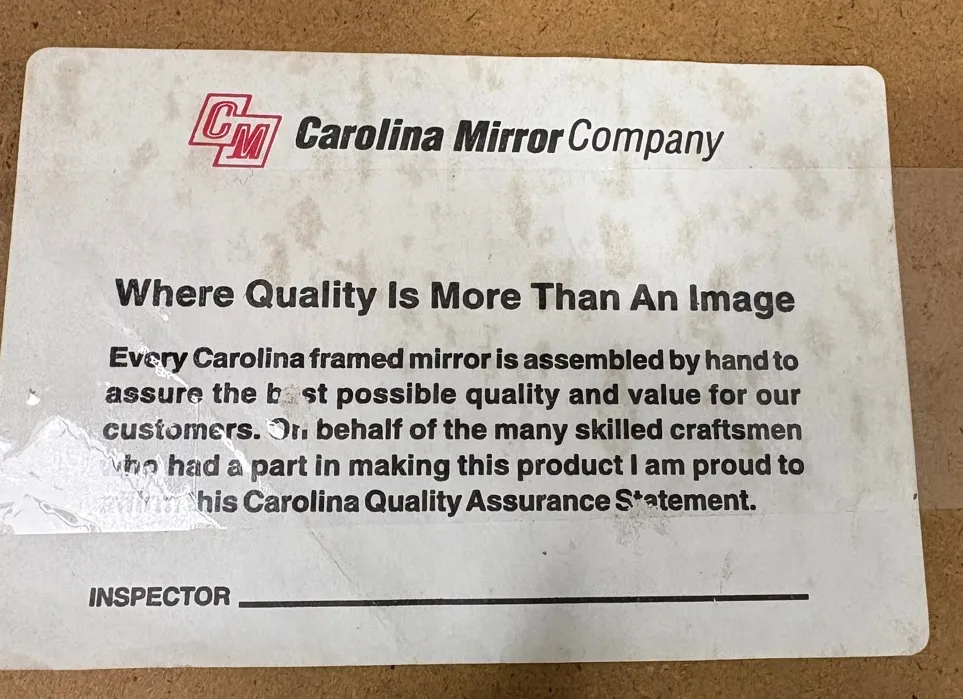 CM Carolina Mirror Company
Where Quality Is More Than An Image
Every Carolina framed mirror is assembled by hand to
assure the best possible quality and value for our
customers. On behalf of the many skilled craftsmen
who had a part in making this product I am proud to
this Carolina Quality Assurance Statement.
INSPECTOR